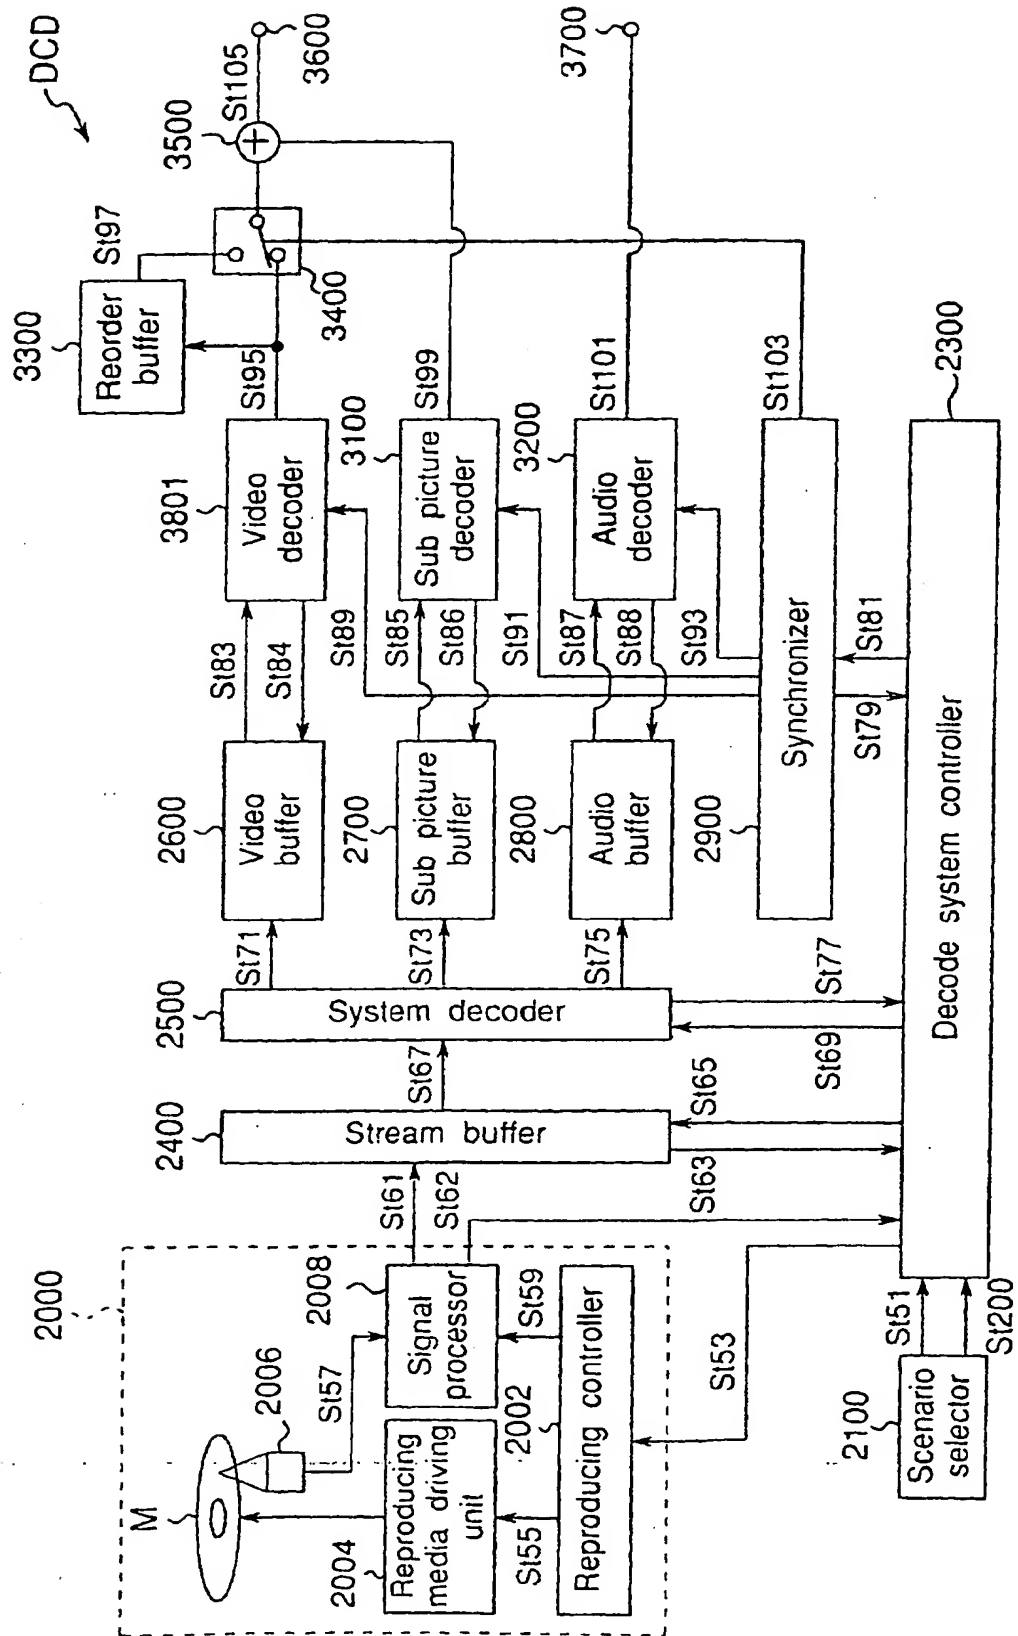 DCD
3300
Reorder
buffer
St97
3500
St105
3600
3400
3700
3801
Video
decoder
St95
3100
Sub picture
decoder
St99
3200
Audio
decoder
St101
St103
2300
St83
St84
St89
St85
St86
St91
St87
St88
St93
St81
St79
2600
Video
buffer
2700
Sub picture
buffer
2800
Audio
buffer
2900
Synchronizer
Decode system controller
St71
St73
St75
St77
2500
System decoder
St69
St67
St65
2400
Stream buffer
St63
St61
St62
2000
2008
Signal
processor
St59
St57
2006
M
2004
Reproducing
media driving
unit
St55
2002
Reproducing controller
St53
St51
St200
2100
Scenario
selector